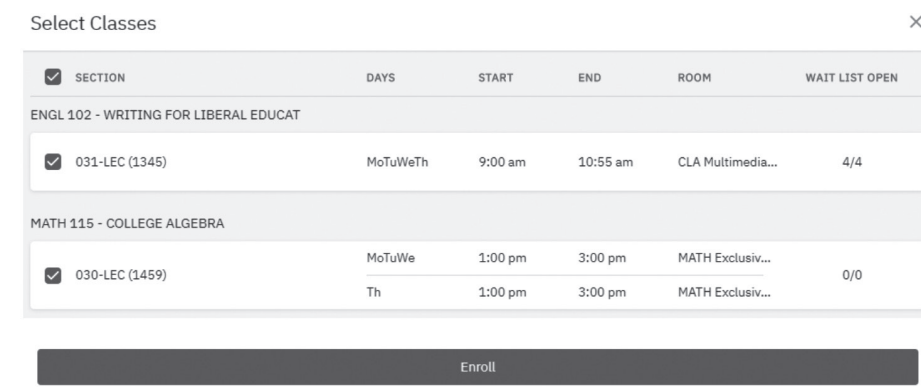 Select Classes
SECTION DAYS START END ROOM WAIT LIST OPEN
ENGL 102 - WRITING FOR LIBERAL EDUCAT
031-LEC (1345) MoTuWeTh 9:00 am 10:55 am CLA Multimedia... 4/4
MATH 115 - COLLEGE ALGEBRA
MoTuWe 1:00 pm 3:00 pm MATH Exclusiv...
030-LEC (1459) 0/0
Th 1:00 pm 3:00 pm MATH Exclusiv...
Enroll